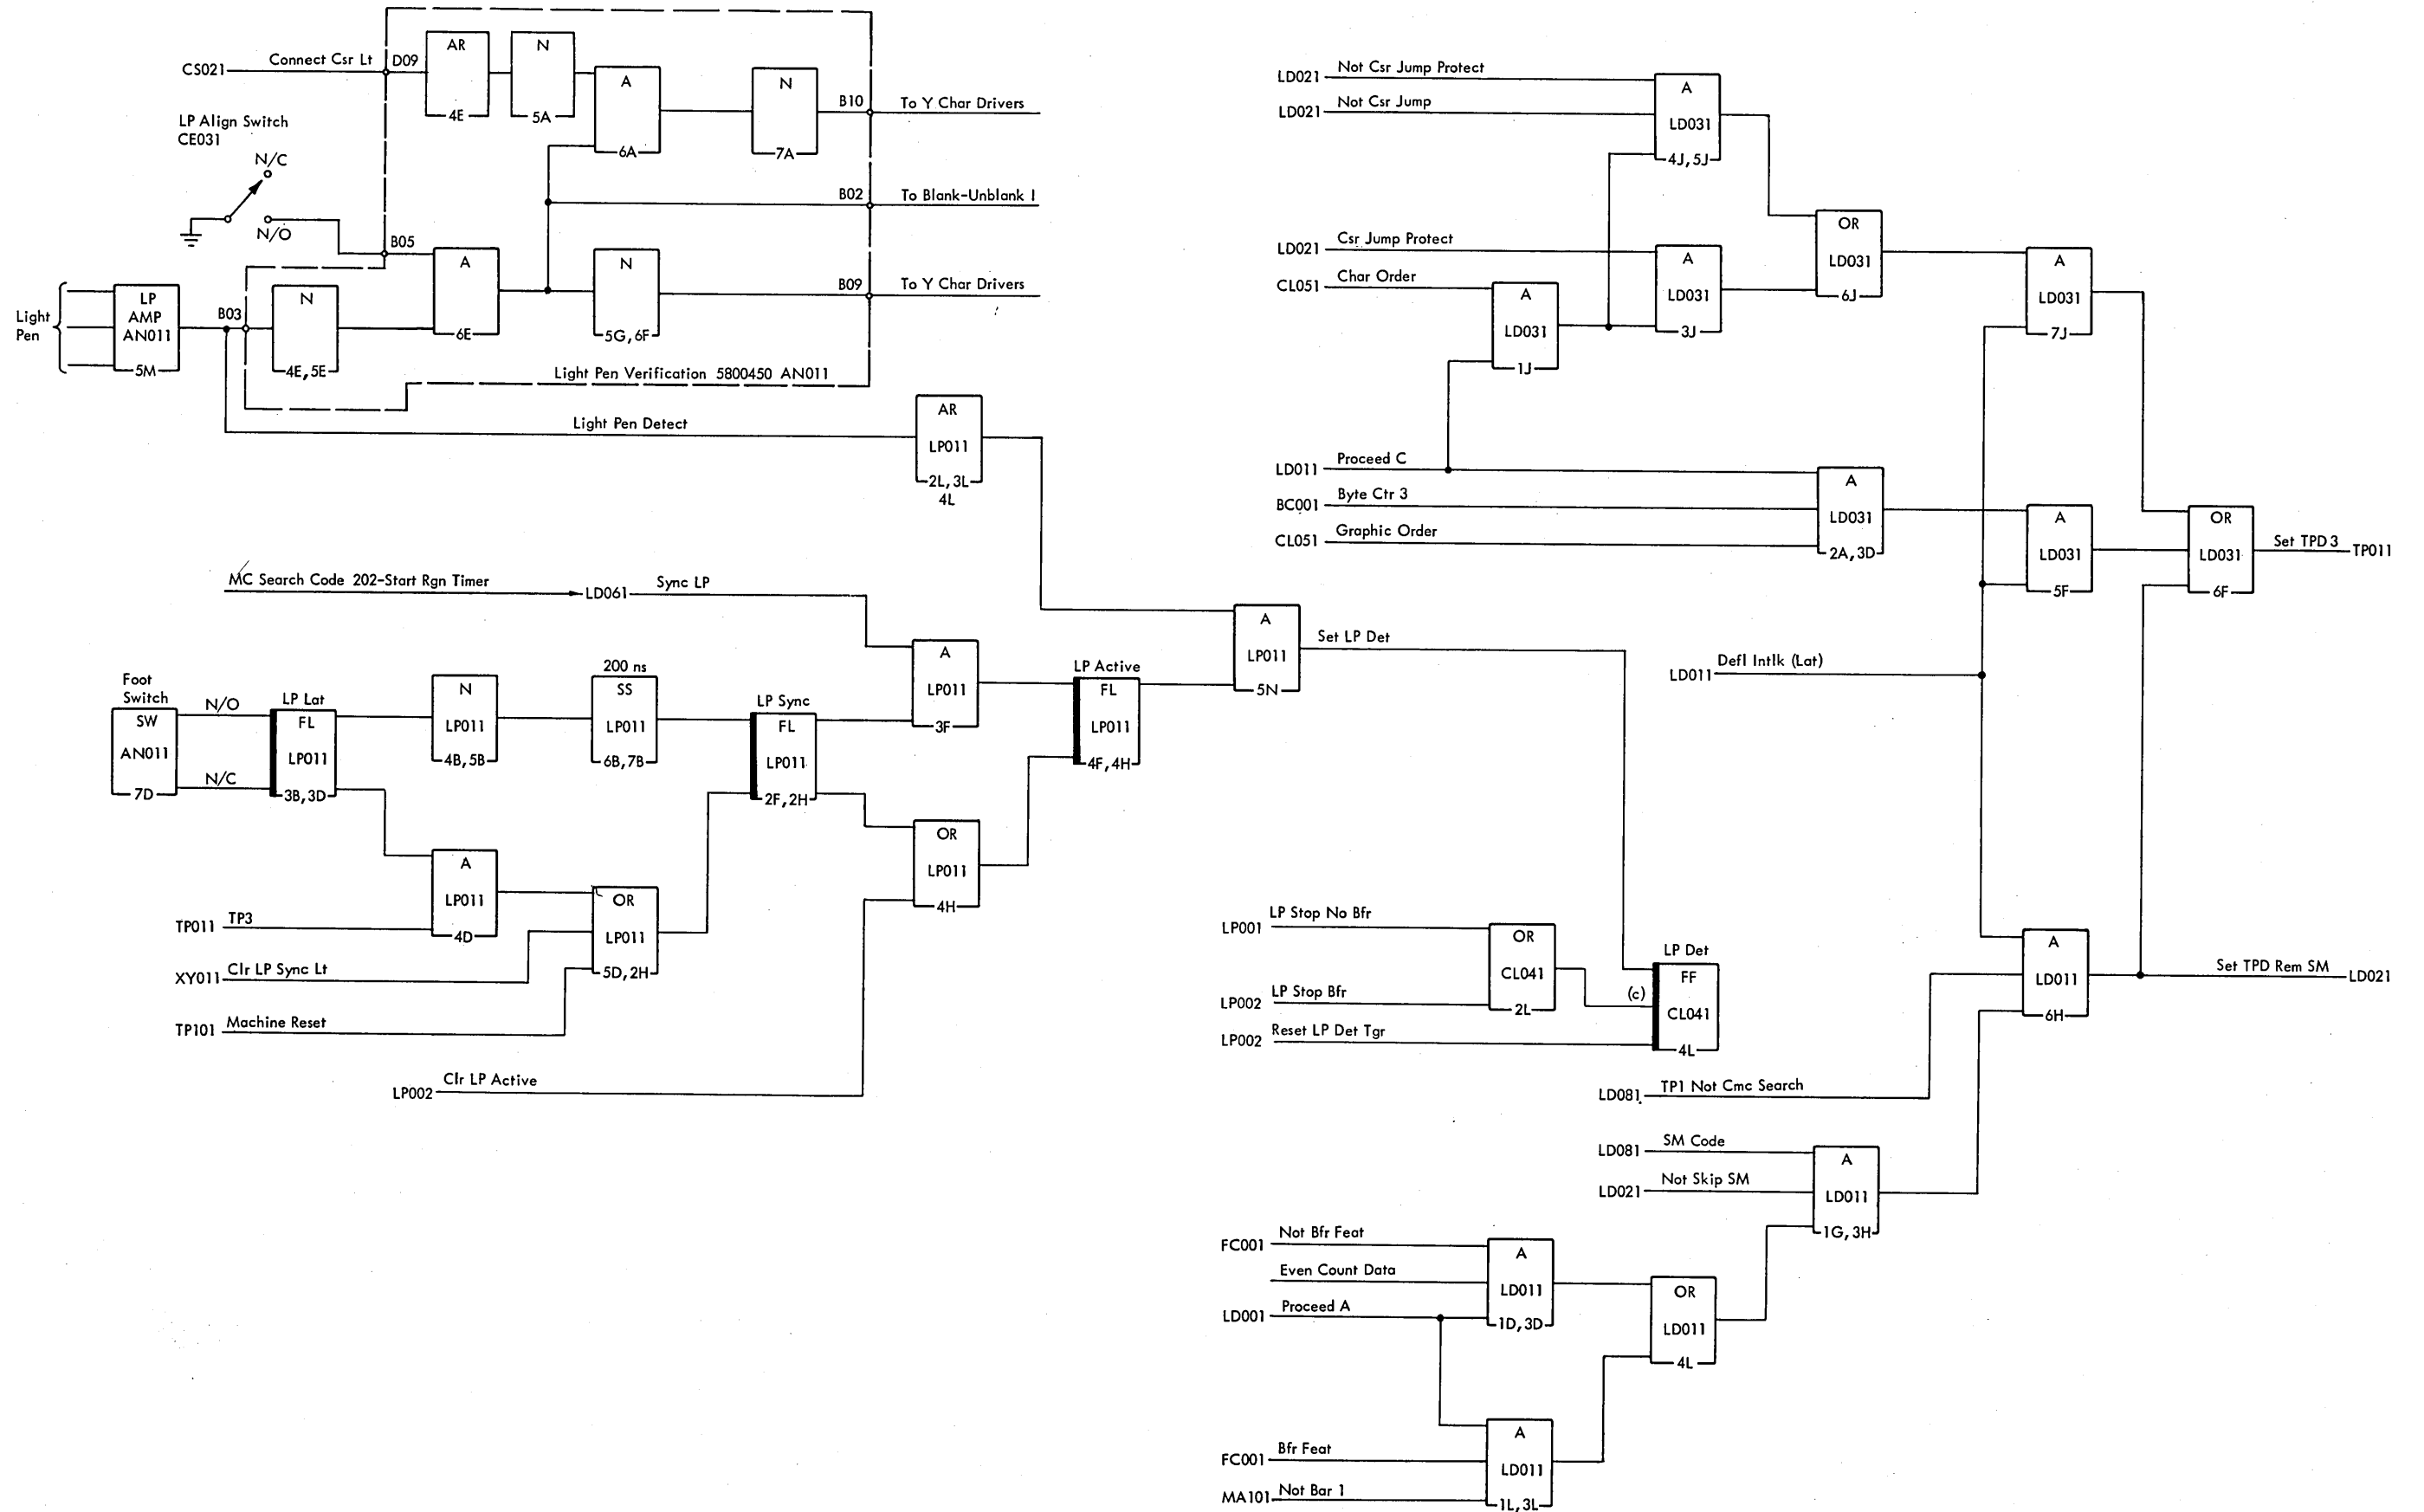 CS021 Connect Csr Lt D09
AR
4E
N
5A
A
6A
N
7A
B10 To Y Char Drivers
LP Align Switch
CE031
N/C
N/O
B05
B02 To Blank-Unblank I
A
6E
N
5G, 6F
B09 To Y Char Drivers
Light
Pen
LP
AMP
AN011
5M
B03
N
4E, 5E
Light Pen Verification 5800450 AN011
Light Pen Detect
AR
LP011
2L, 3L
4L
MC Search Code 202-Start Rgn Timer
LD061 Sync LP
Foot
Switch
SW
AN011
7D
N/O
N/C
LP Lat
FL
LP011
3B, 3D
N
LP011
4B, 5B
200 ns
SS
LP011
6B, 7B
LP Sync
FL
LP011
2F, 2H
A
LP011
3F
LP Active
FL
LP011
4F, 4H
A
LP011
5N
Set LP Det
A
LP011
4D
TP011 TP3
OR
LP011
5D, 2H
XY011 Clr LP Sync Lt
TP101 Machine Reset
OR
LP011
4H
LP002 Clr LP Active
LD021 Not Csr Jump Protect
LD021 Not Csr Jump
A
LD031
4J, 5J
LD021 Csr Jump Protect
CL051 Char Order
A
LD031
1J
A
LD031
3J
OR
LD031
6J
A
LD031
7J
LD011 Proceed C
BC001 Byte Ctr 3
CL051 Graphic Order
A
LD031
2A, 3D
A
LD031
5F
OR
LD031
6F
Set TPD 3 TP011
LD011 Defl Intlk (Lat)
LP001 LP Stop No Bfr
LP002 LP Stop Bfr
LP002 Reset LP Det Tgr
OR
CL041
2L
(c)
LP Det
FF
CL041
4L
A
LD011
6H
Set TPD Rem SM LD021
LD081 TP1 Not Cmc Search
LD081 SM Code
LD021 Not Skip SM
A
LD011
1G, 3H
FC001 Not Bfr Feat
Even Count Data
LD001 Proceed A
A
LD011
1D, 3D
OR
LD011
4L
FC001 Bfr Feat
MA101 Not Bar 1
A
LD011
1L, 3L